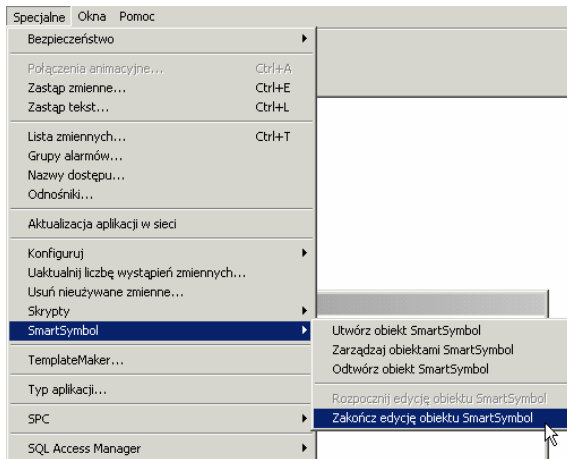 Specjalne Okna Pomoc
Bezpieczeństwo
Połączenia animacyjne... Ctrl+A
Zastąp zmienne... Ctrl+E
Zastąp tekst... Ctrl+L
Lista zmiennych... Ctrl+T
Grupy alarmów...
Nazwy dostępu...
Odnośniki...
Aktualizacja aplikacji w sieci
Konfiguruj
Uaktualnij liczbę wystąpień zmiennych...
Usuń nieużywane zmienne...
Skrypty
SmartSymbol
Utwórz obiekt SmartSymbol
Zarządzaj obiektami SmartSymbol
Odtwórz obiekt SmartSymbol
Rozpocznij edycję obiektu SmartSymbol
Zakończ edycję obiektu SmartSymbol
TemplateMaker...
Typ aplikacji...
SPC
SQL Access Manager